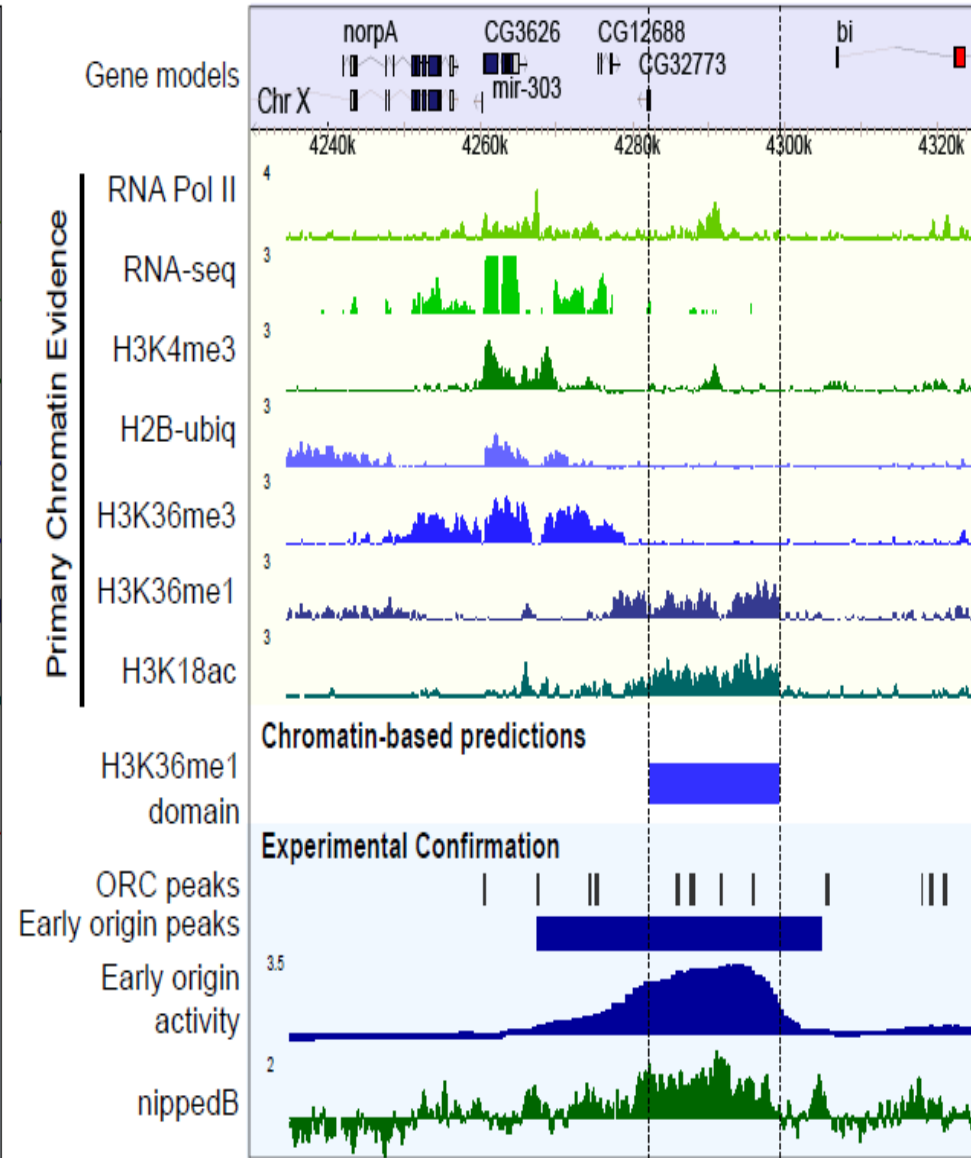 norpA CG3626 CG12688 bi
Gene models CG32773
mir-303
Chr X
4240k 4260k 4280k 4300k 4320k
Primary Chromatin Evidence
4
RNA Pol II
3
RNA-seq
3
H3K4me3
3
H2B-ubiq
3
H3K36me3
3
H3K36me1
3
H3K18ac
Chromatin-based predictions
H3K36me1
domain
Experimental Confirmation
ORC peaks
Early origin peaks
3.5
Early origin
activity
2
nippedB